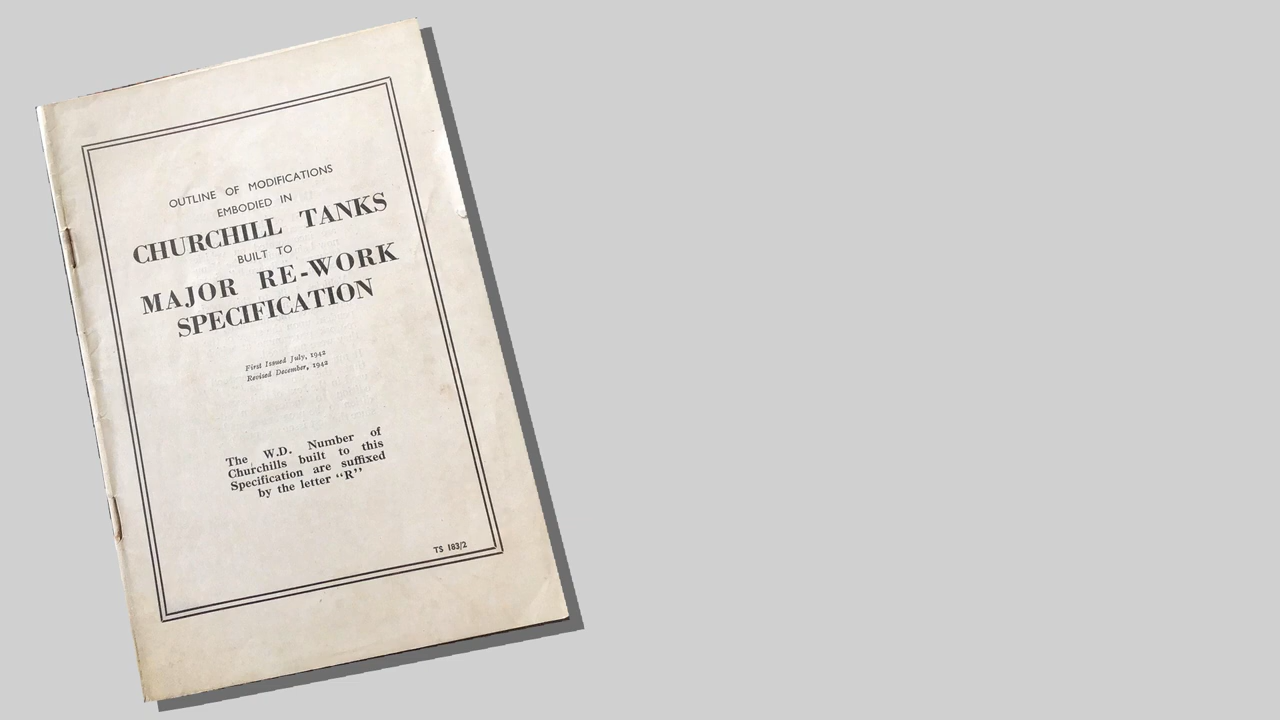 OUTLINE OF MODIFICATIONS
EMBODIED IN
CHURCHILL TANKS
BUILT TO
MAJOR RE-WORK
SPECIFICATION
First Issued July, 1942
Revised December, 1942
The W.D. Number of
Churchills built to this
Specification are suffixed
by the letter “R”
TS 183/2